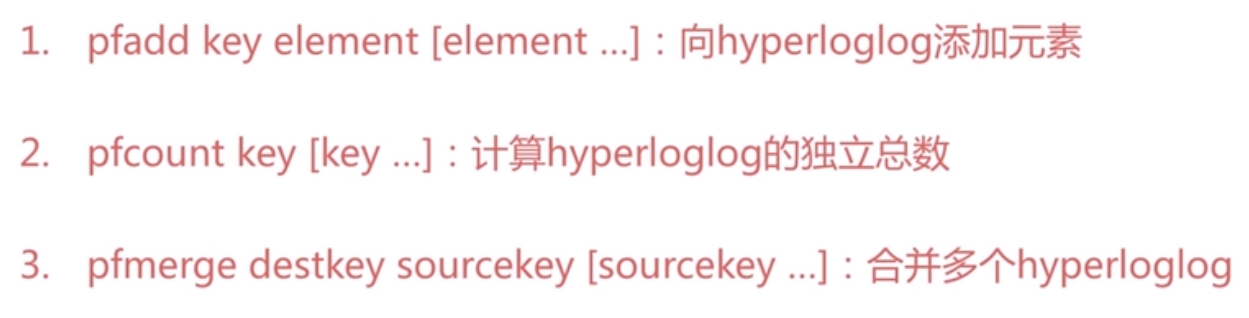 1. pfadd key element [element ...]：向hyperloglog添加元素
2. pfcount key [key ...]：计算hyperloglog的独立总数
3. pfmerge destkey sourcekey [sourcekey ...]：合并多个hyperloglog